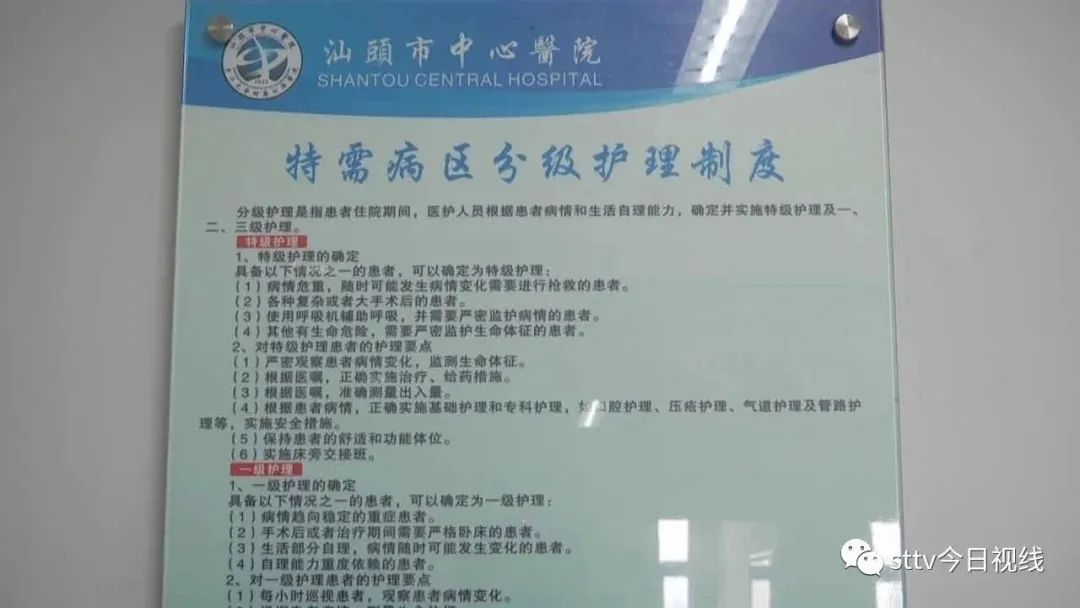 汕頭市中心醫院
SHANTOU CENTRAL HOSPITAL
特需病区分级护理制度
分级护理是指患者住院期间，医护人员根据患者病情和生活自理能力，确定并实施特级护理及一、
二、三级护理。
特级护理
1、特级护理的确定
具备以下情况之一的患者，可以确定为特级护理：
（1）病情危重，随时可能发生病情变化需要进行抢救的患者。
（2）各种复杂或者大手术后的患者。
（3）使用呼吸机辅助呼吸，并需要严密监护病情的患者。
（4）其他有生命危险，需要严密监护生命体征的患者。
2、对特级护理患者的护理要点
（1）严密观察患者病情变化，监测生命体征。
（2）根据医嘱，正确实施治疗、给药措施。
（3）根据医嘱，准确测量出入量。
（4）根据患者病情，正确实施基础护理和专科护理，如口腔护理、压疮护理、气道护理及管路护
理等，实施安全措施。
（5）保持患者的舒适和功能体位。
（6）实施床旁交接班。
一级护理
1、一级护理的确定
具备以下情况之一的患者，可以确定为一级护理：
（1）病情趋向稳定的重症患者。
（2）手术后或者治疗期间需要严格卧床的患者。
（3）生活部分自理，病情随时可能发生变化的患者。
（4）自理能力重度依赖的患者。
2、对一级护理患者的护理要点
（1）每小时巡视患者，观察患者病情变化。
sttv今日视线